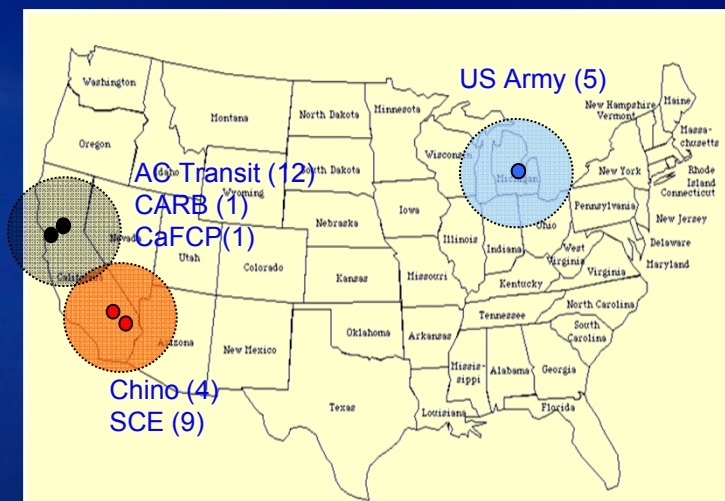 US Army (5)
AC Transit (12)
CARB (1)
CaFCP(1)
Chino (4)
SCE (9)
Washington
Oregon
California
Nevada
Idaho
Montana
Wyoming
Utah
Arizona
Colorado
New Mexico
North Dakota
South Dakota
Nebraska
Kansas
Oklahoma
Texas
Minnesota
Iowa
Missouri
Arkansas
Louisiana
Wisconsin
Illinois
Michigan
Indiana
Ohio
Kentucky
Tennessee
Missis-
sippi
Alabama
Georgia
Florida
South
Carolina
North Carolina
Virginia
West
Virginia
Pennsylvania
New York
New Hampshire
Vermont
Maine
Massa-
chusetts
Rhode
Island
Connecticut
New Jersey
Delaware
Maryland